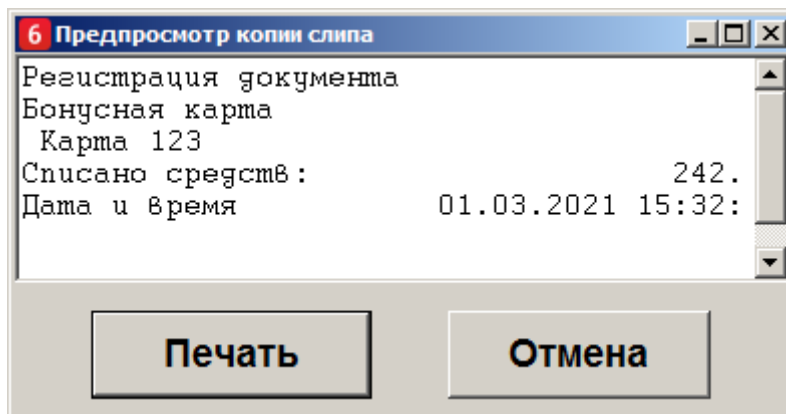 6 Предпросмотр копии слипа
Регистрация документа
Бонусная карта
Карта 123
Списано средств: 242.
Дата и время 01.03.2021 15:32:
Печать Отмена